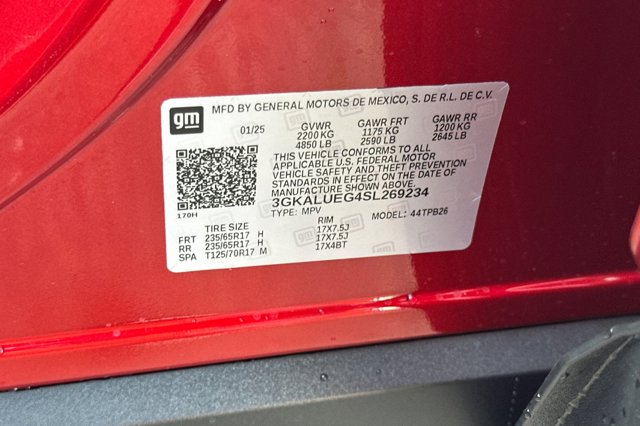 gm
MFD BY GENERAL MOTORS DE MEXICO, S. DE R.L. DE C.V.
01/25 GVWR GAWR FRT GAWR RR
2200 KG 1175 KG 1200 KG
4850 LB 2590 LB 2645 LB
THIS VEHICLE CONFORMS TO ALL
APPLICABLE U.S. FEDERAL MOTOR
VEHICLE SAFETY AND THEFT PREVENTION
STANDARDS IN EFFECT ON THE DATE OF
MANUFACTURE SHOWN ABOVE.
3GKALUEG4SL269234
170H TYPE: MPV MODEL: 44TPB26
TIRE SIZE RIM
FRT 235/65R17 H 17X7.5J
RR 235/65R17 H 17X7.5J
SPA T125/70R17 M 17X4BT